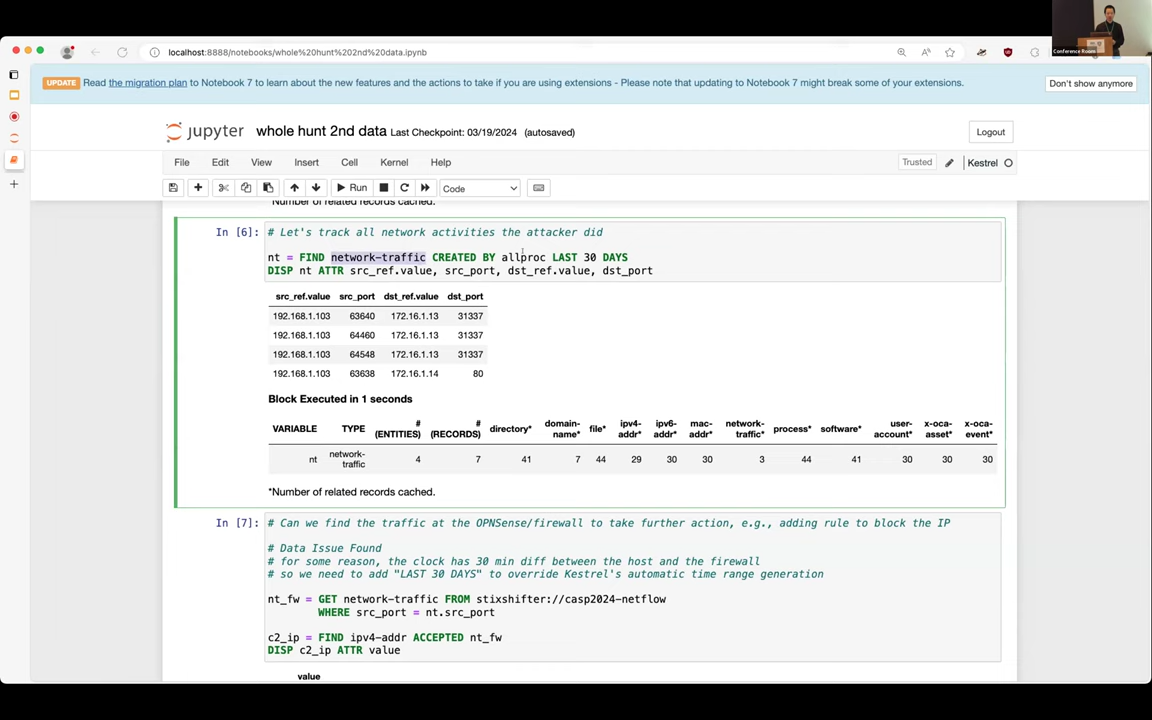 Conference Room
localhost:8888/notebooks/whole%20hunt%202nd%20data.ipynb
UPDATE Read the migration plan to Notebook 7 to learn about the new features and the actions to take if you are using extensions - Please note that updating to Notebook 7 might break some of your extensions. Don't show anymore
jupyter whole hunt 2nd data Last Checkpoint: 03/19/2024 (autosaved) Logout
File Edit View Insert Cell Kernel Help Trusted Kestrel
Run Code
*Number of related records cached.
In [6]: # Let's track all network activities the attacker did
nt = FIND network-traffic CREATED BY allproc LAST 30 DAYS
DISP nt ATTR src_ref.value, src_port, dst_ref.value, dst_port
src_ref.value src_port dst_ref.value dst_port
192.168.1.103 63640 172.16.1.13 31337
192.168.1.103 64460 172.16.1.13 31337
192.168.1.103 64548 172.16.1.13 31337
192.168.1.103 63638 172.16.1.14 80
Block Executed in 1 seconds
VARIABLE TYPE # (ENTITIES) # (RECORDS) directory* domain-name* file* ipv4-addr* ipv6-addr* mac-addr* network-traffic* process* software* user-account* x-oca-asset* x-oca-event*
nt network-traffic 4 7 41 7 44 29 30 30 3 44 41 30 30 30
*Number of related records cached.
In [7]: # Can we find the traffic at the OPNSense/firewall to take further action, e.g., adding rule to block the IP
# Data Issue Found
# for some reason, the clock has 30 min diff between the host and the firewall
# so we need to add "LAST 30 DAYS" to override Kestrel's automatic time range generation
nt_fw = GET network-traffic FROM stixshifter://casp2024-netflow
WHERE src_port = nt.src_port
c2_ip = FIND ipv4-addr ACCEPTED nt_fw
DISP c2_ip ATTR value
value